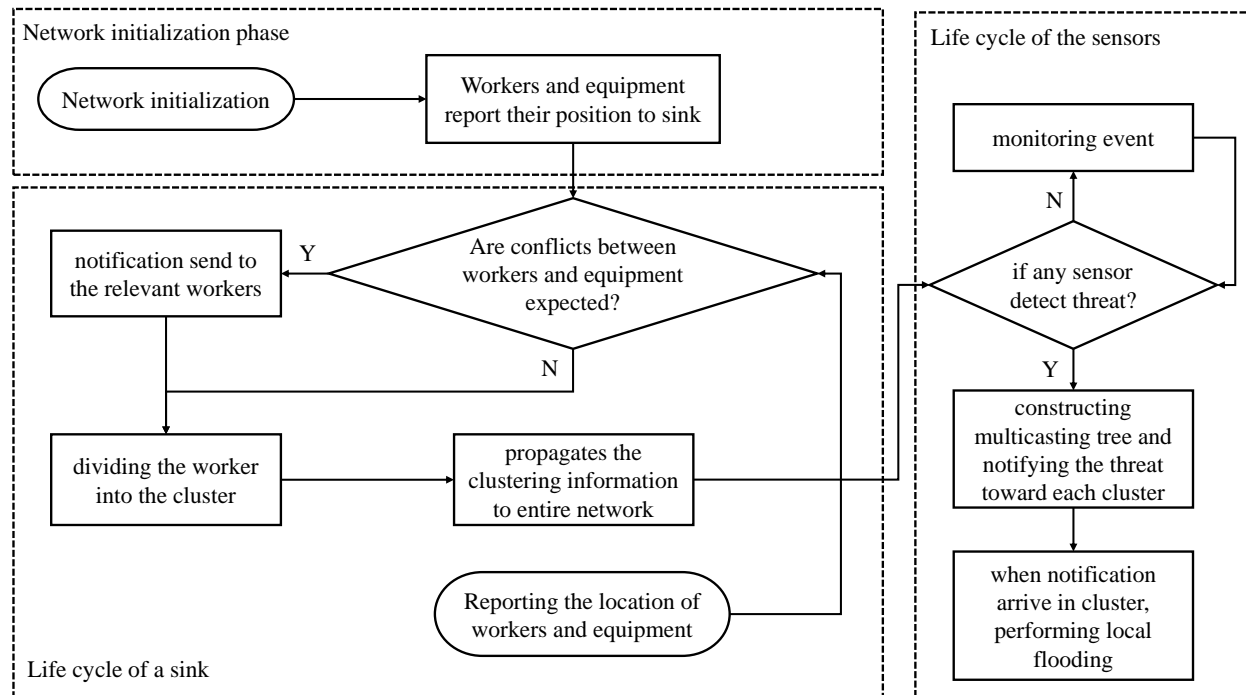 Network initialization phase
Network initialization
Workers and equipment
report their position to sink
Are conflicts between
workers and equipment
expected?
Y
N
notification send to
the relevant workers
dividing the worker
into the cluster
propagates the
clustering information
to entire network
Reporting the location of
workers and equipment
Life cycle of a sink
Life cycle of the sensors
monitoring event
N
if any sensor
detect threat?
Y
constructing
multicasting tree and
notifying the threat
toward each cluster
when notification
arrive in cluster,
performing local
flooding